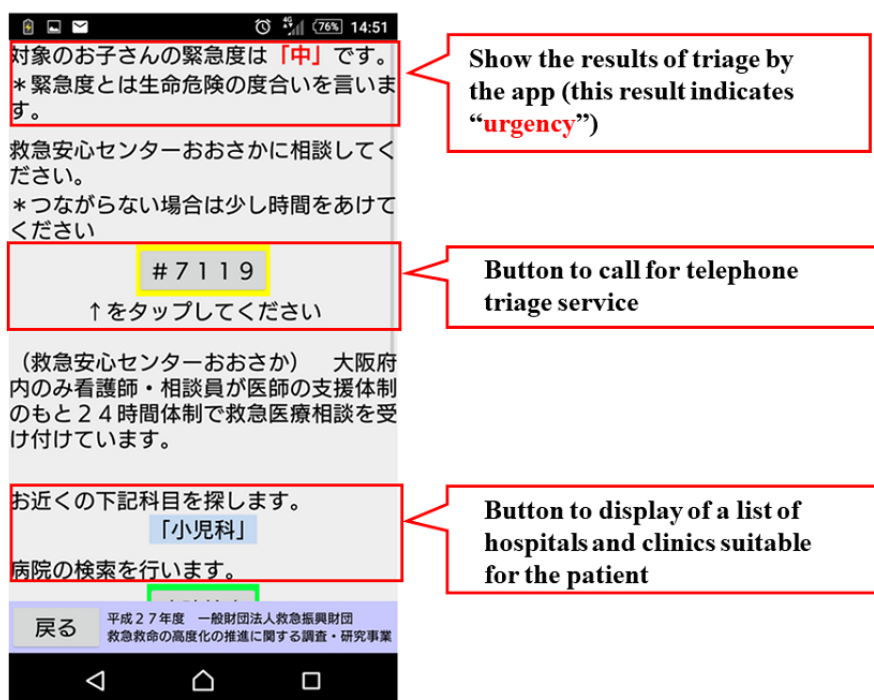 4G
76% 14:51
対象のお子さんの緊急度は「中」です。
＊緊急度とは生命危険の度合いを言いま
す。
救急安心センターおおさかに相談してく
ださい。
＊つながらない場合は少し時間をあけて
ください
＃７１１９
↑をタップしてください
（救急安心センターおおさか）　大阪府
内のみ看護師・相談員が医師の支援体制
のもと２４時間体制で救急医療相談を受
け付けています。
お近くの下記科目を探します。
「小児科」
病院の検索を行います。
戻る
平成２７年度　一般財団法人救急振興財団
救急救命の高度化の推進に関する調査・研究事業
Show the results of triage by
the app (this result indicates
“urgency”)
Button to call for telephone
triage service
Button to display of a list of
hospitals and clinics suitable
for the patient